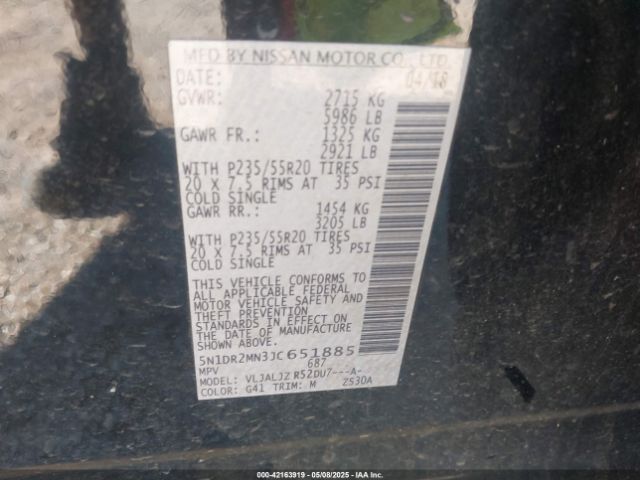 MFD BY NISSAN MOTOR CO., LTD.
DATE: 04/18
GVWR: 2715 KG
5986 LB
GAWR FR.: 1325 KG
2921 LB
WITH P235/55R20 TIRES
20 X 7.5 RIMS AT 35 PSI
COLD SINGLE
GAWR RR.: 1454 KG
3205 LB
WITH P235/55R20 TIRES
20 X 7.5 RIMS AT 35 PSI
COLD SINGLE
THIS VEHICLE CONFORMS TO
ALL APPLICABLE FEDERAL
MOTOR VEHICLE SAFETY AND
THEFT PREVENTION
STANDARDS IN EFFECT ON
THE DATE OF MANUFACTURE
SHOWN ABOVE.
5N1DR2MN3JC651885
MPV 687
MODEL: VLJALJZ R52DU7---A-
COLOR: G41 TRIM: M Z530A
000-42163919 - 05/08/2025 - IAA Inc.